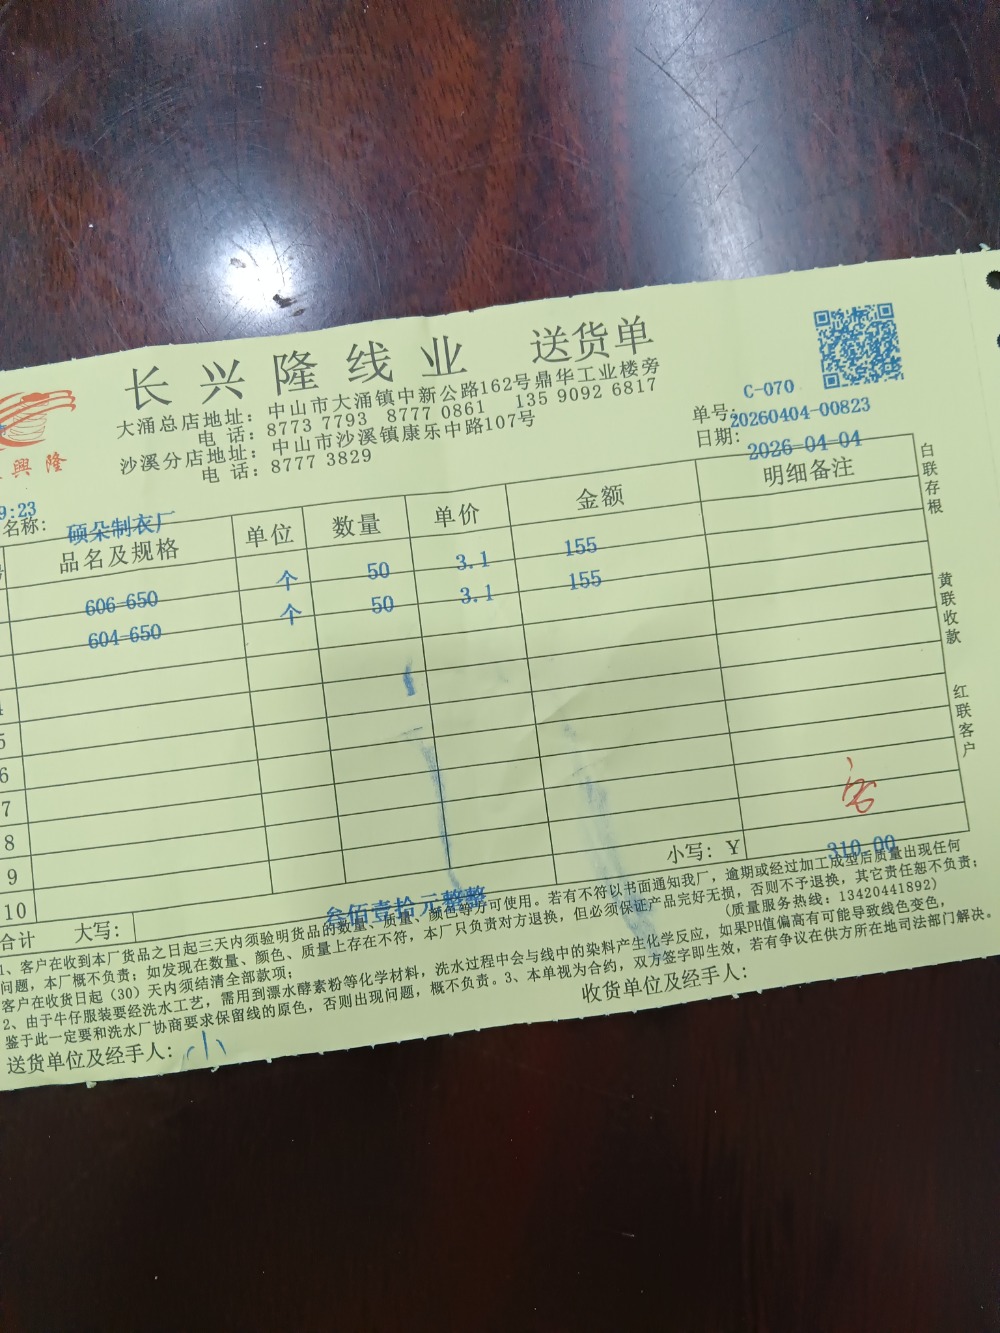 长兴隆线业 送货单
大涌总店地址: 中山市大涌镇中新公路162号鼎华工业楼旁
电 话: 8773 7793 8777 0861 135 9092 6817
沙溪分店地址: 中山市沙溪镇康乐中路107号
电 话: 8777 3829
興隆
C-070
单号: 20260404-00823
日期: 2026-04-04
9:23
名称: 硕朵制衣厂
品名及规格 单位 数量 单价 金额 明细备注
606-650 个 50 3.1 155
604-650 个 50 3.1 155
5
6
7
8
9
10
小写: ¥ 310.00
合计 大写: 叁佰壹拾元整整
1、客户在收到本厂货品之日起三天内须验明货品的数量、质量、颜色等方可使用。若有不符以书面通知我厂，逾期或经过加工成型后质量出现任何
问题，本厂概不负责；如发现在数量、颜色、质量上存在不符，本厂只负责对方退换，但必须保证产品完好无损，否则不予退换，其它责任恕不负责；
客户在收货日起（30）天内须结清全部款项； (质量服务热线: 13420441892)
2、由于牛仔服装要经洗水工艺，需用到漂水酵素粉等化学材料，洗水过程中会与线中的染料产生化学反应，如果PH值偏高有可能导致线色变色，
鉴于此一定要和洗水厂协商要求保留线的原色，否则出现问题，概不负责。3、本单视为合约，双方签字即生效，若有争议在供方所在地司法部门解决。
送货单位及经手人: 小 收货单位及经手人:
白联存根
黄联收款
红联客户